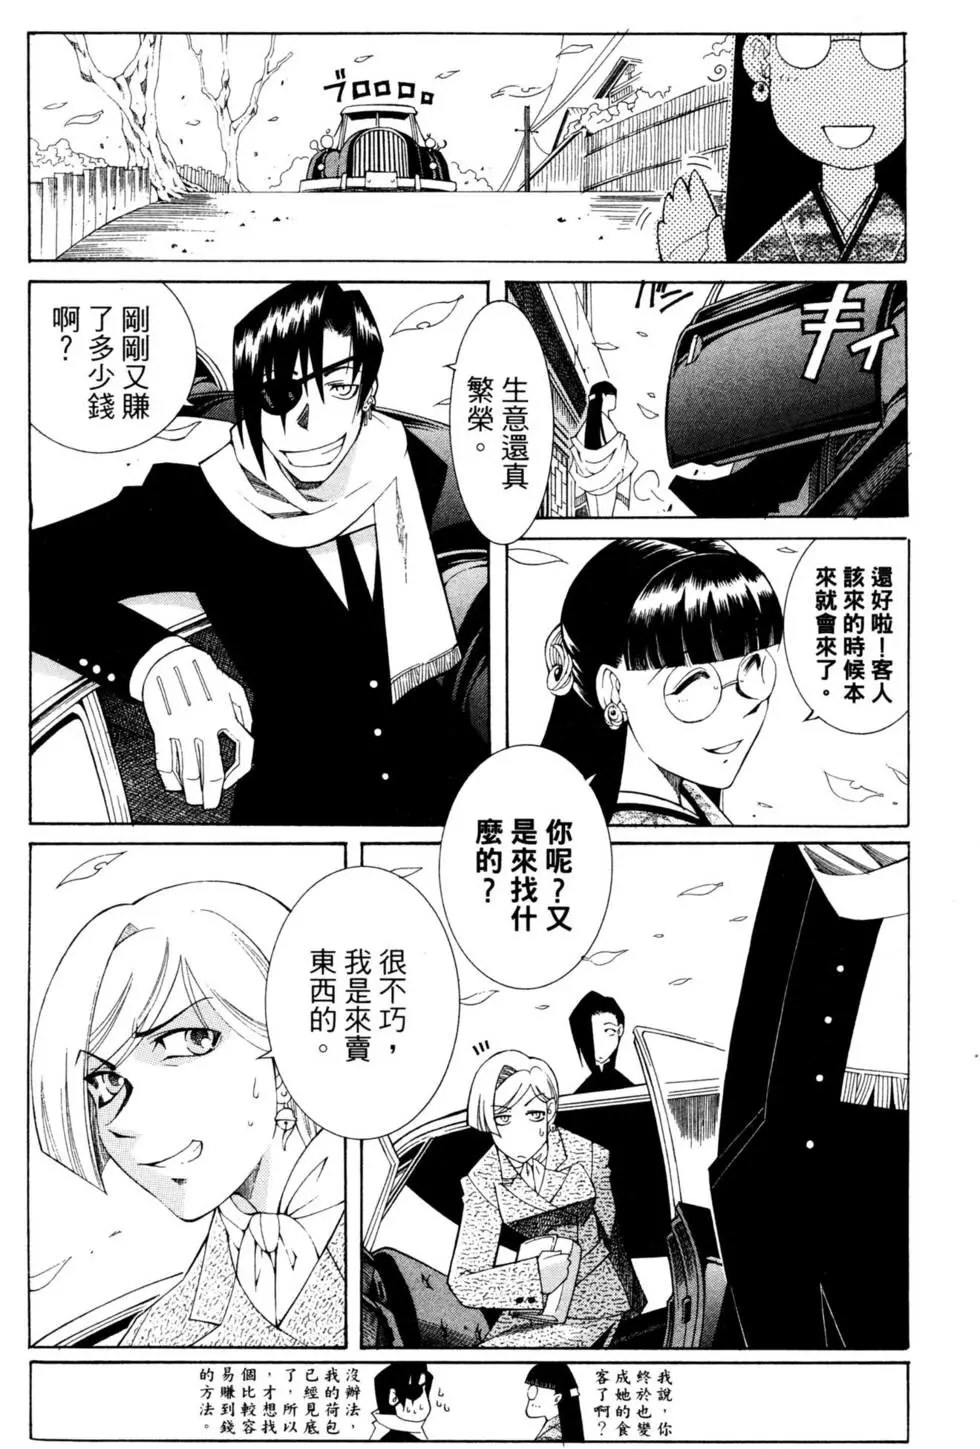 ブロロロ。
キィ
生意還真
繁榮。
剛剛又賺
了多少錢
啊？
還好啦！客人
該來的時候本
來就會來了。
你呢？又
是來找什
麼的？
很不巧，
我是來賣
東西的。
我說，你
終於也變
成她的食
客了啊？
沒辦法，
我的荷包
已經見底
了，所以
，才想找
個比較容
易賺到錢
的方法。